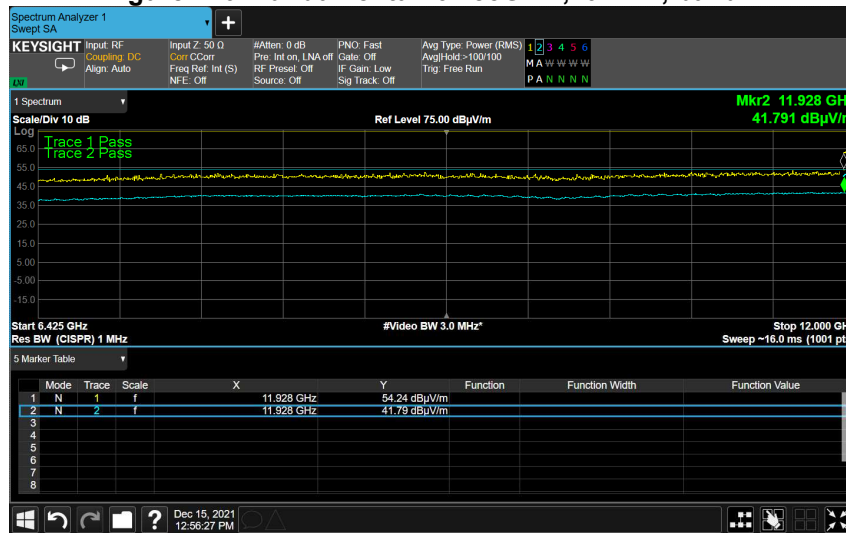 Spectrum Analyzer 1
Swept SA
KEYSIGHT Input: RF Input Z: 50 Ω #Atten: 0 dB PNO: Fast Avg Type: Power (RMS) 1 2 3 4 5 6
Coupling: DC Corr CCorr Pre: Int on, LNA off Gate: Off Avg|Hold:>100/100 M A W W W W
Align: Auto Freq Ref: Int (S) RF Presel: Off IF Gain: Low Trig: Free Run
NFE: Off Source: Off Sig Track: Off P A N N N N
LXI
1 Spectrum Mkr2 11.928 GH
Scale/Div 10 dB Ref Level 75.00 dBµV/m 41.791 dBµV/
Log
Trace 1 Pass
65.0 Trace 2 Pass
55.0
45.0
35.0
25.0
15.0
5.00
-5.00
-15.0
Start 6.425 GHz #Video BW 3.0 MHz* Stop 12.000 GH
Res BW (CISPR) 1 MHz Sweep ~16.0 ms (1001 pt
5 Marker Table
Mode Trace Scale X Y Function Function Width Function Value
1 N 1 f 11.928 GHz 54.24 dBµV/m
2 N 2 f 11.928 GHz 41.79 dBµV/m
3
4
5
6
7
8
? Dec 15, 2021
12:56:27 PM